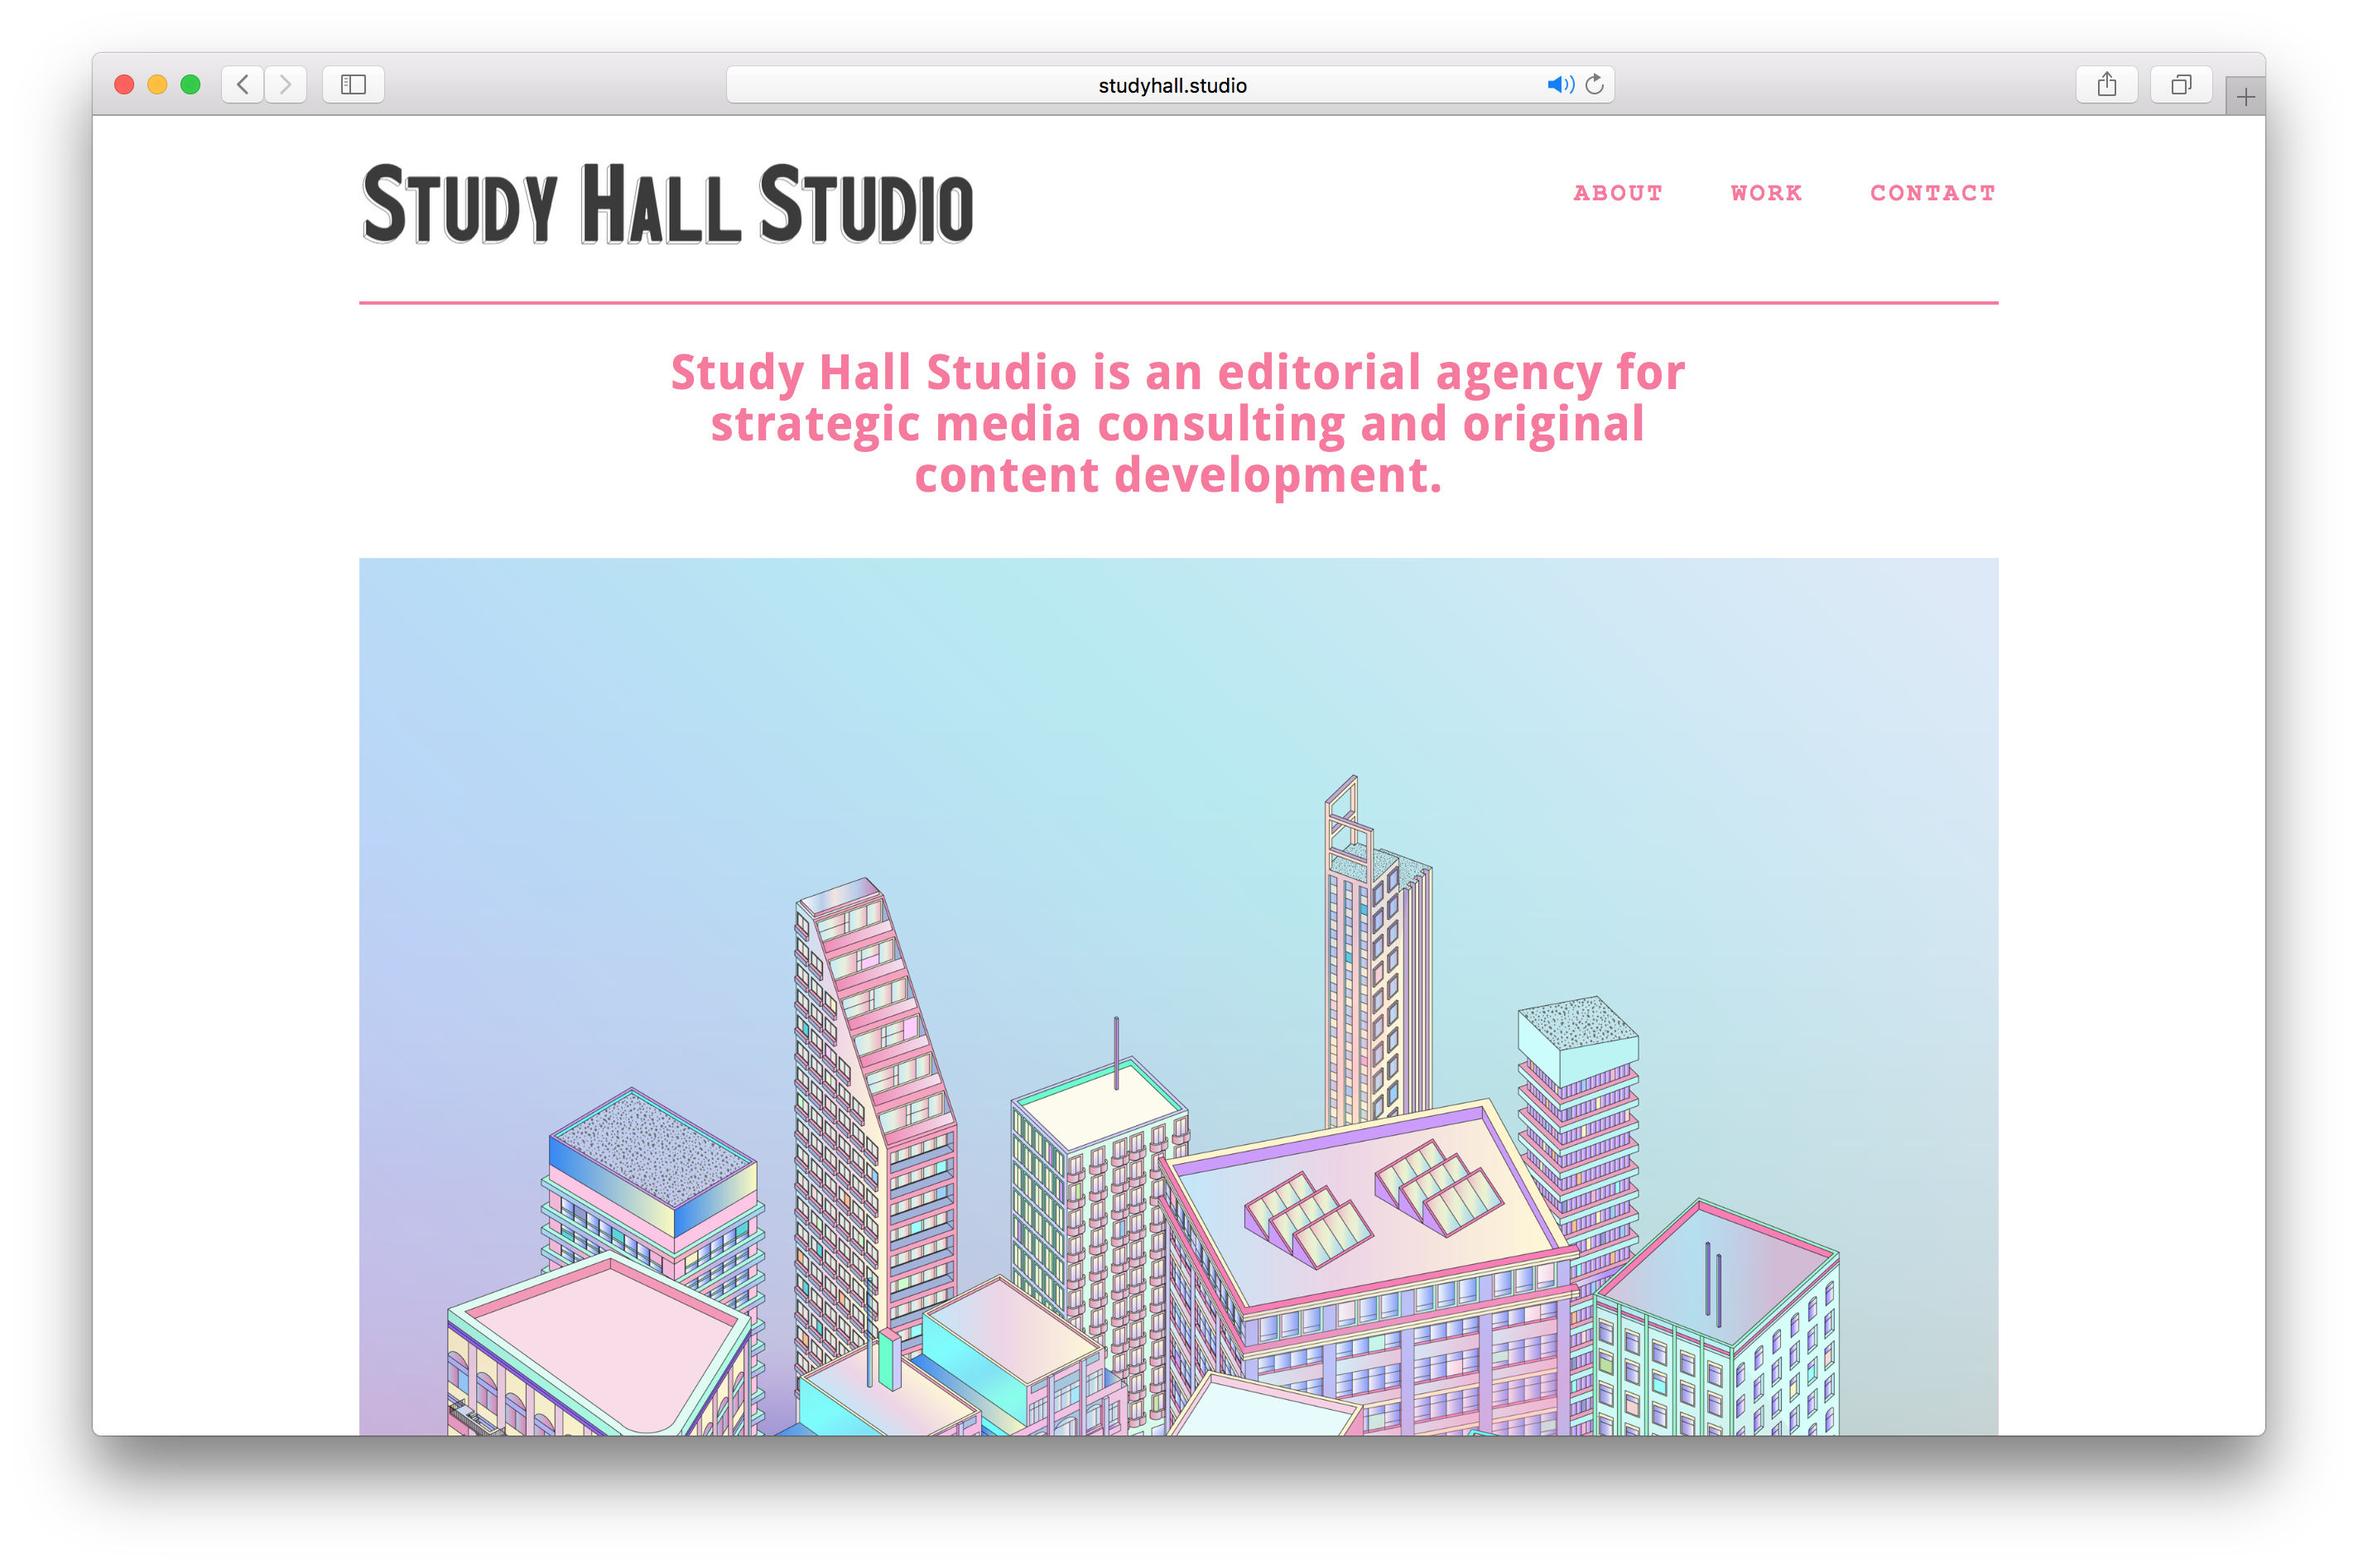 studyhall.studio
STUDY HALL STUDIO
ABOUT WORK CONTACT
Study Hall Studio is an editorial agency for
strategic media consulting and original
content development.